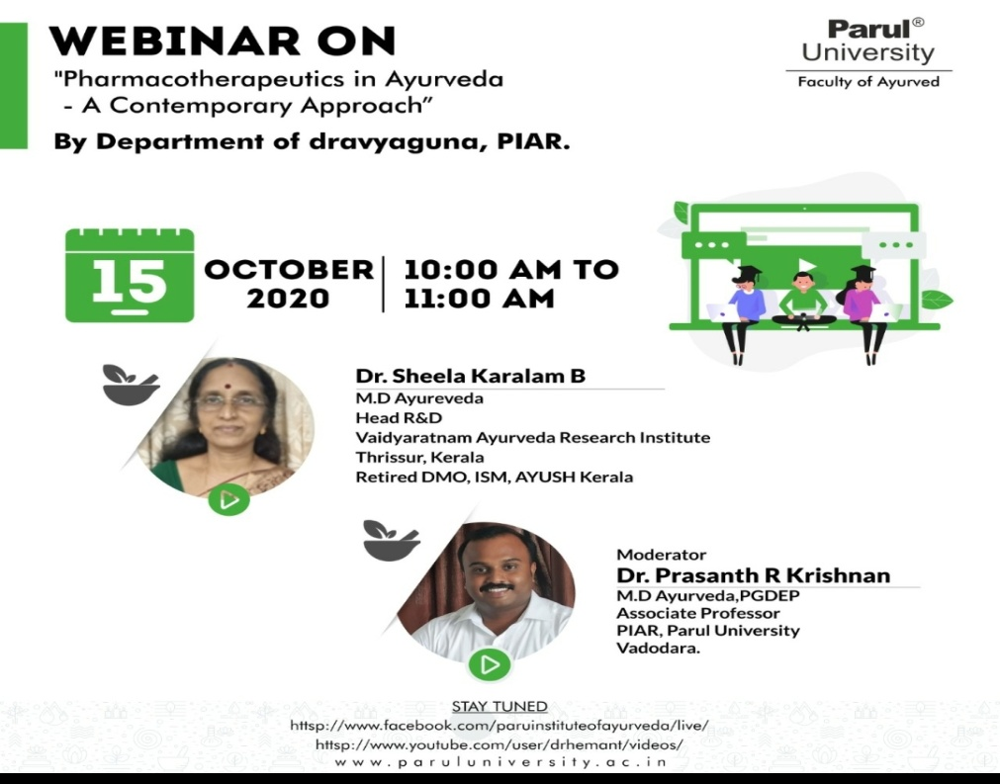 WEBINAR ON
"Pharmacotherapeutics in Ayurveda
- A Contemporary Approach”
By Department of dravyaguna, PIAR.
Parul®
University
Faculty of Ayurved
15
OCTOBER
2020
10:00 AM TO
11:00 AM
Dr. Sheela Karalam B
M.D Ayureveda
Head R&D
Vaidyaratnam Ayurveda Research Institute
Thrissur, Kerala
Retired DMO, ISM, AYUSH Kerala
Moderator
Dr. Prasanth R Krishnan
M.D Ayurveda,PGDEP
Associate Professor
PIAR, Parul University
Vadodara.
STAY TUNED
httsp://www.facebook.com/paruinstituteofayurveda/live/
httsp://www.youtube.com/user/drhemant/videos/
www.paruluniversity.ac.in